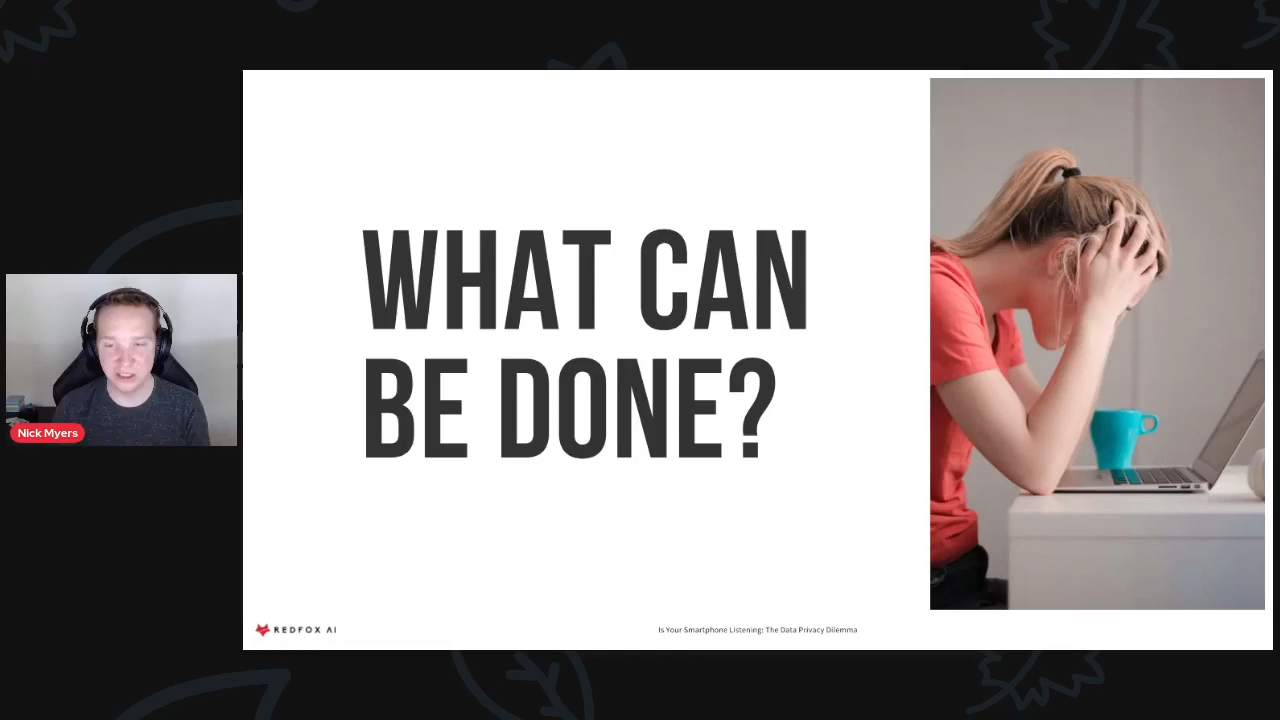 WHAT CAN
BE DONE?
Nick Myers
REDFOX AI
Is Your Smartphone Listening: The Data Privacy Dilemma